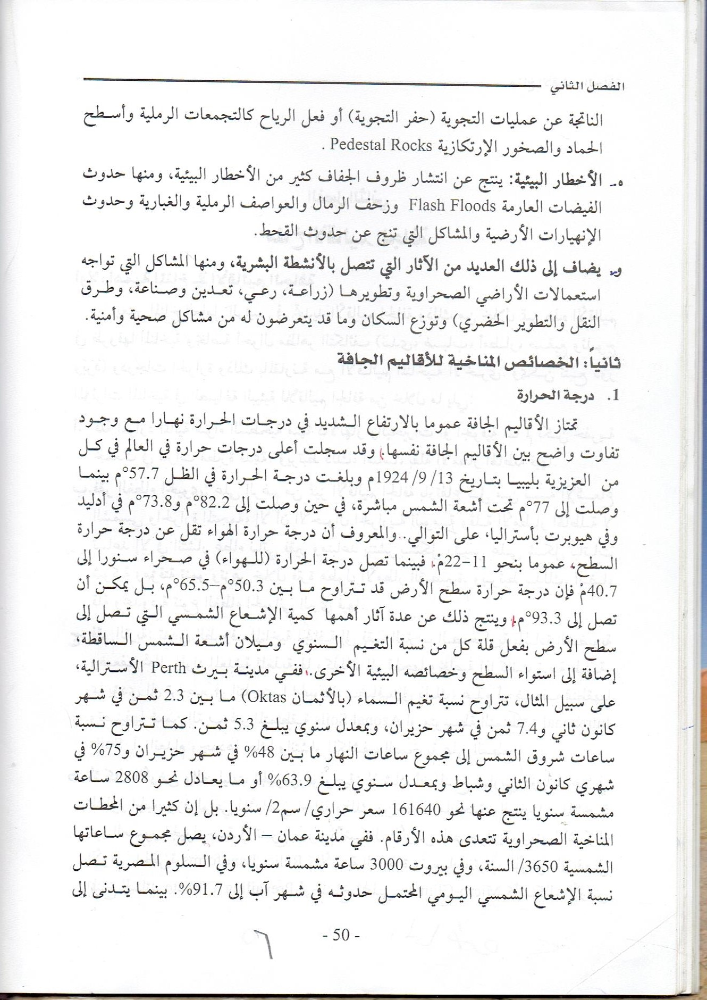 الفصل الثاني
الناتجة عن عمليات التجوية (حفر التجوية) أو فعل الرياح كالتجمعات الرملية وأسطح
الحماد والصخور الإرتكازية Pedestal Rocks .
ه- الأخطار البيئية: ينتج عن انتشار ظروف الجفاف كثير من الأخطار البيئية، ومنها حدوث
الفيضات العارمة Flash Floods وزحف الرمال والعواصف الرملية والغبارية وحدوث
الإنهيارات الأرضية والمشاكل التي تنج عن حدوث القحط.
و- يضاف إلى ذلك العديد من الآثار التي تتصل بالأنشطة البشرية، ومنها المشاكل التي تواجه
استعمالات الأراضي الصحراوية وتطويرها (زراعة، رعي، تعدين وصناعة، وطرق
النقل والتطوير الحضري) وتوزع السكان وما قد يتعرضون له من مشاكل صحية وأمنية.
ثانياً: الخصائص المناخية للأقاليم الجافة
1. درجة الحرارة
تمتاز الأقاليم الجافة عموما بالارتفاع الشديد في درجات الحرارة نهارا مع وجود
تفاوت واضح بين الأقاليم الجافة نفسها. وقد سجلت أعلى درجات حرارة في العالم في كل
من العزيزية بليبيا بتاريخ 13/ 9/ 1924م وبلغت درجة الحرارة في الظل 57.7°م بينما
وصلت إلى 77°م تحت أشعة الشمس مباشرة، في حين وصلت إلى 82.2°م و73.8°م في أدليد
وفي هيوبرت بأستراليا، على التوالي. والمعروف أن درجة حرارة الهواء تقل عن درجة حرارة
السطح، عموما بنحو 11–22مْ. فبينما تصل درجة الحرارة (للهواء) في صحراء سنورا إلى
40.7مْ فإن درجة حرارة سطح الأرض قد تتراوح ما بين 50.3°م–65.5°م، بل يمكن أن
تصل إلى 93.3°م. وينتج ذلك عن عدة آثار أهمها كمية الإشعاع الشمسي التي تصل إلى
سطح الأرض بفعل قلة كل من نسبة التغيم السنوي وميلان أشعة الشمس الساقطة،
إضافة إلى استواء السطح وخصائصه البيئية الأخرى. ففي مدينة بيرث Perth الأسترالية،
على سبيل المثال، تتراوح نسبة تغيم السماء (بالأثمان Oktas) ما بين 2.3 ثمن في شهر
كانون ثاني و7.4 ثمن في شهر حزيران، وبمعدل سنوي يبلغ 5.3 ثمن. كما تتراوح نسبة
ساعات شروق الشمس إلى مجموع ساعات النهار ما بين 48% في شهر حزيران و75% في
شهري كانون الثاني وشباط وبمعدل سنوي يبلغ 63.9% أو ما يعادل نحو 2808 ساعة
مشمسة سنويا ينتج عنها نحو 161640 سعر حراري/ سم2/ سنويا. بل إن كثيرا من المحطات
المناخية الصحراوية تتعدى هذه الأرقام. ففي مدينة عمان – الأردن، يصل مجموع ساعاتها
الشمسية 3650/ السنة، وفي بيروت 3000 ساعة مشمسة سنويا، وفي السلوم المصرية تصل
نسبة الإشعاع الشمسي اليومي المحتمل حدوثه في شهر آب إلى 91.7%. بينما يتدنى إلى
- 50 -
٦